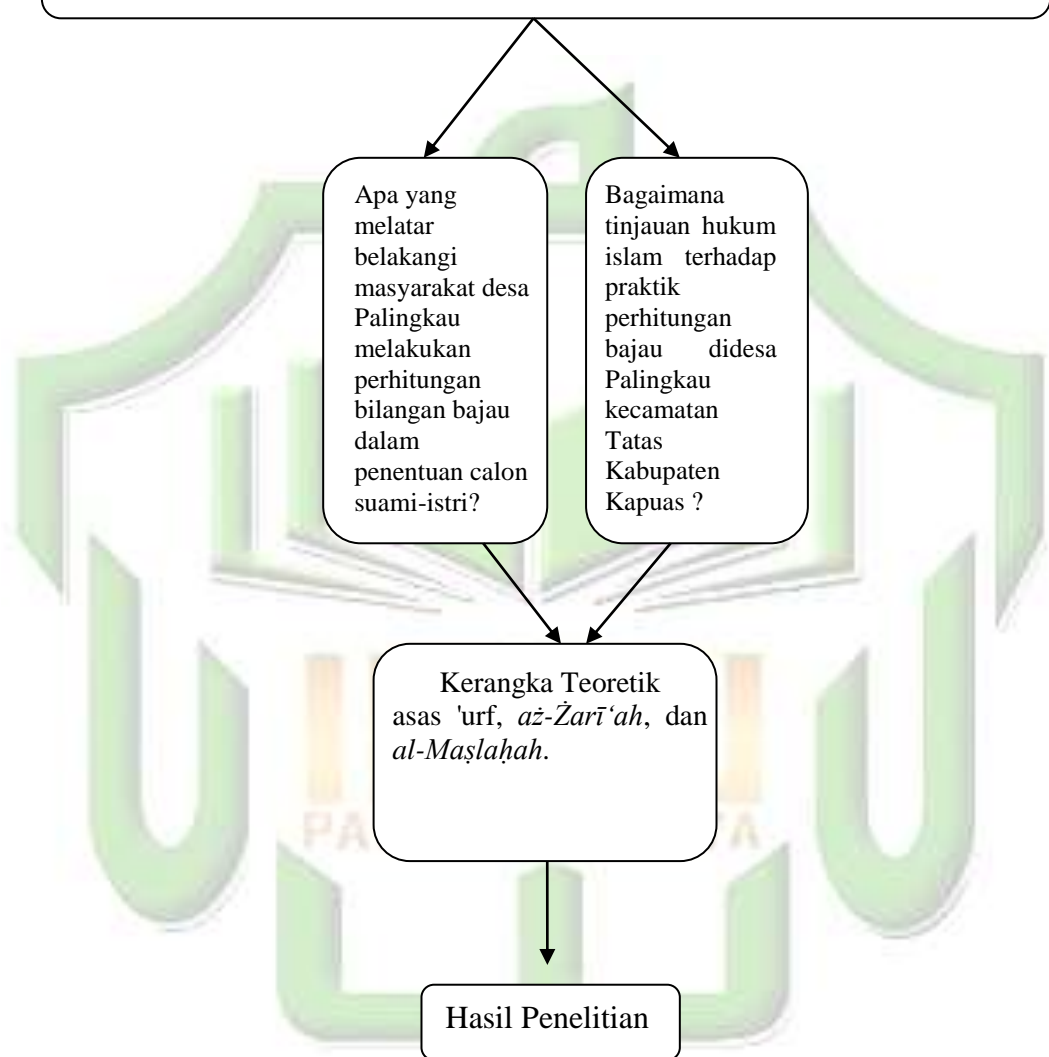 Apa yang
melatar
belakangi
masyarakat desa
Palingkau
melakukan
perhitungan
bilangan bajau
dalam
penentuan calon
suami-istri?
Bagaimana
tinjauan hukum
islam terhadap
praktik
perhitungan
bajau didesa
Palingkau
kecamatan
Tatas
Kabupaten
Kapuas ?
Kerangka Teoretik
asas 'urf, aż-Żarī‘ah, dan
al-Maṣlaḥah.
Hasil Penelitian